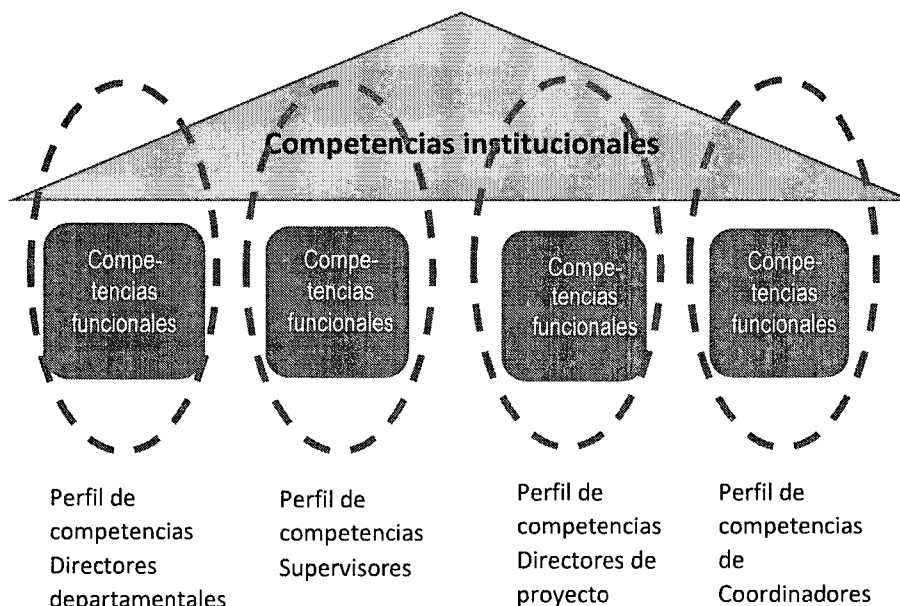 Competencias institucionales
Compe-
tencias
funcionales
Compe-
tencias
funcionales
Compe-
tencias
funcionales
Compe-
tencias
funcionales
Perfil de
competencias
Directores
departamentales
Perfil de
competencias
Supervisores
Perfil de
competencias
Directores de
proyecto
Perfil de
competencias
de
Coordinadores